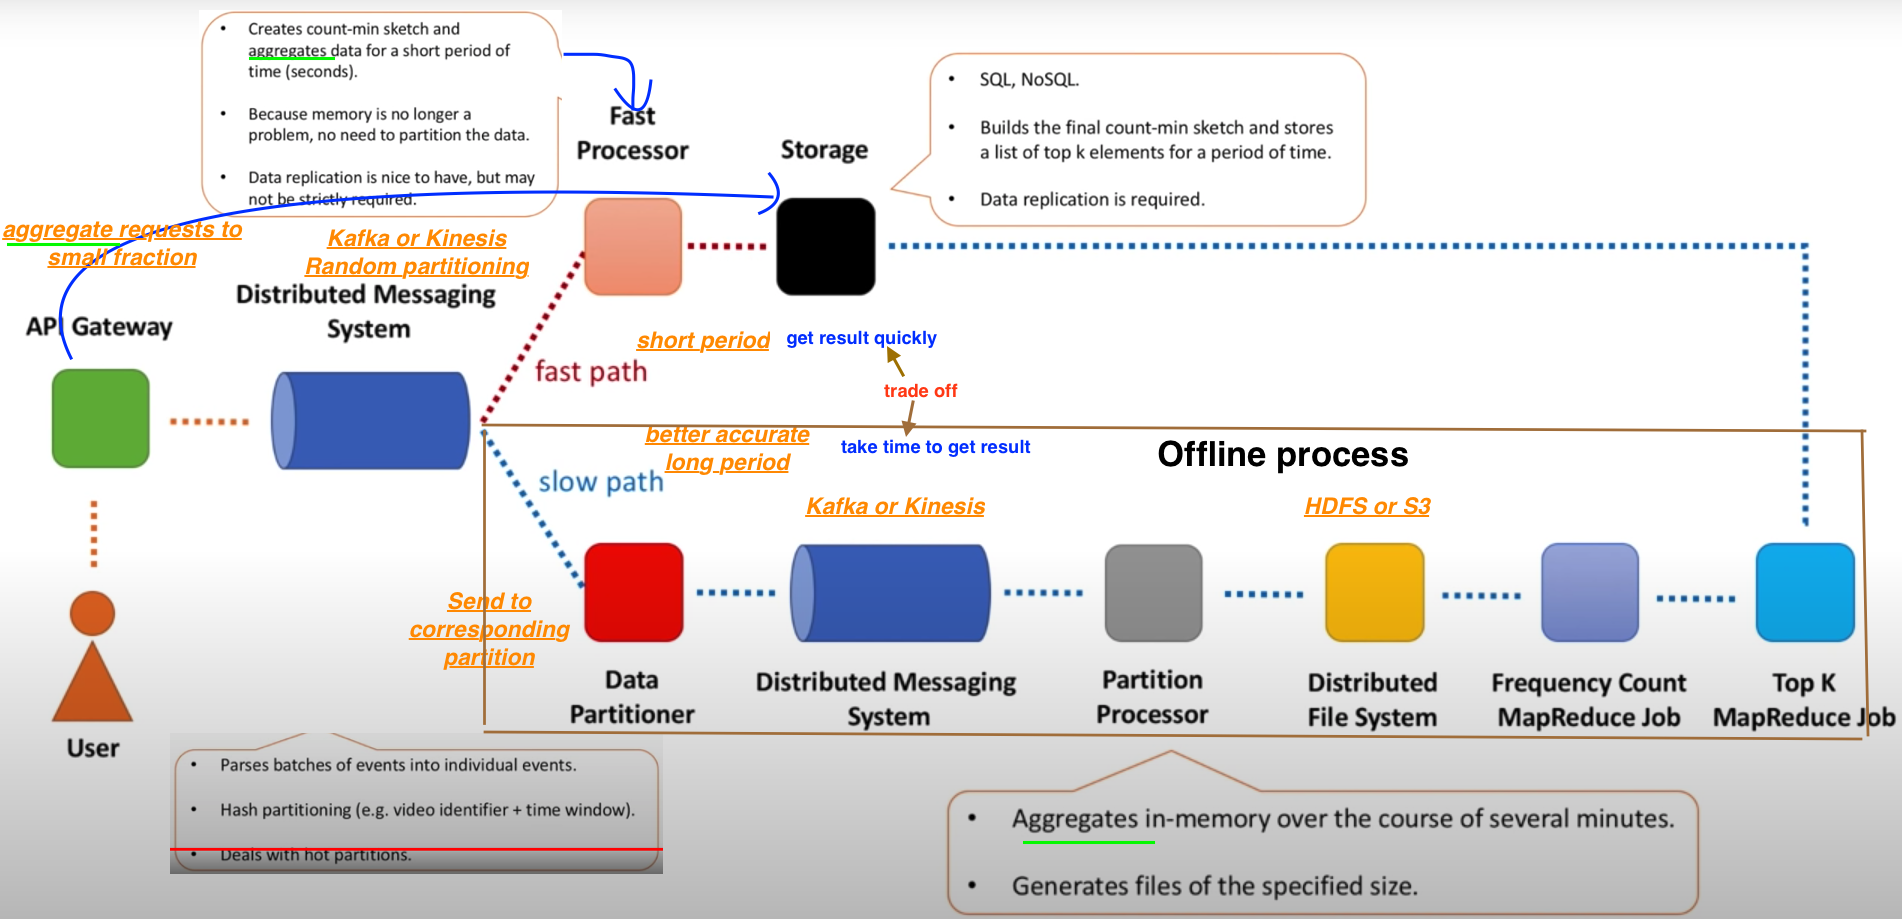 • Creates count-min sketch and
aggregates data for a short period of
time (seconds).
• Because memory is no longer a
problem, no need to partition the data.
• Data replication is nice to have, but may
not be strictly required.
Fast
Processor
Storage
• SQL, NoSQL.
• Builds the final count-min sketch and stores
a list of top k elements for a period of time.
• Data replication is required.
aggregate requests to
small fraction
Kafka or Kinesis
Random partitioning
Distributed Messaging
System
API Gateway
short period
get result quickly
fast path
trade off
better accurate
long period
take time to get result
Offline process
slow path
Kafka or Kinesis
HDFS or S3
Send to
corresponding
partition
Data
Partitioner
Distributed Messaging
System
Partition
Processor
Distributed
File System
Frequency Count
MapReduce Job
Top K
MapReduce Job
User
• Parses batches of events into individual events.
• Hash partitioning (e.g. video identifier + time window).
• Deals with hot partitions.
• Aggregates in-memory over the course of several minutes.
• Generates files of the specified size.